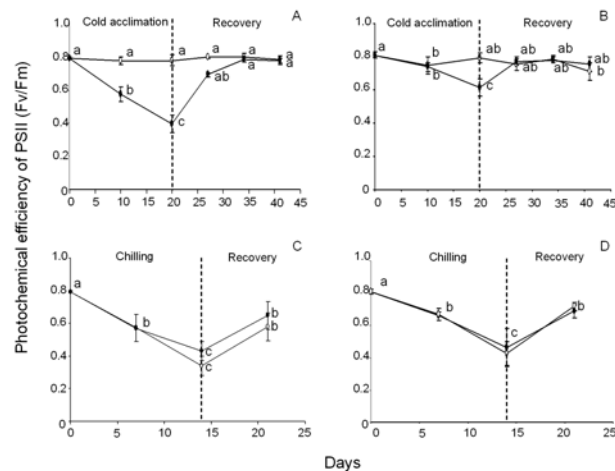 A
Cold acclimation Recovery
1.0
0.8
0.6
0.4
0.2
0
a a a a a a
b
c
ab
a
a
0 5 10 15 20 25 30 35 40 45
B
Cold acclimation Recovery
1.0
0.8
0.6
0.4
0.2
0
a b ab ab ab ab
b
c
ab
ab
b
0 5 10 15 20 25 30 35 40 45
C
Chilling Recovery
1.0
0.8
0.6
0.4
0.2
0
a
b
c
c
b
b
0 5 10 15 20 25
D
Chilling Recovery
1.0
0.8
0.6
0.4
0.2
0
a
b
c
b
0 5 10 15 20 25
Photochemical efficiency of PSII (Fv/Fm)
Days